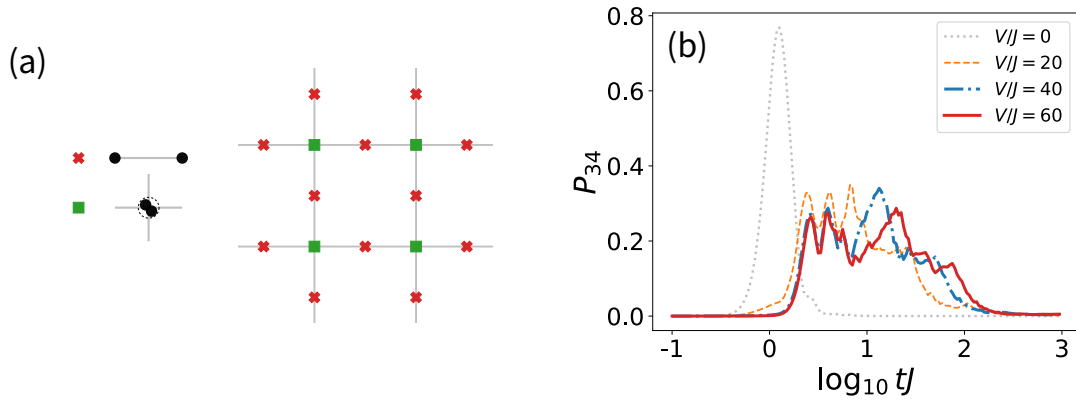 (a)
(b)
0.8
0.6
0.4
0.2
0.0
P₃₄
V/J = 0
V/J = 20
V/J = 40
V/J = 60
-1
0
1
2
3
log₁₀ tJ